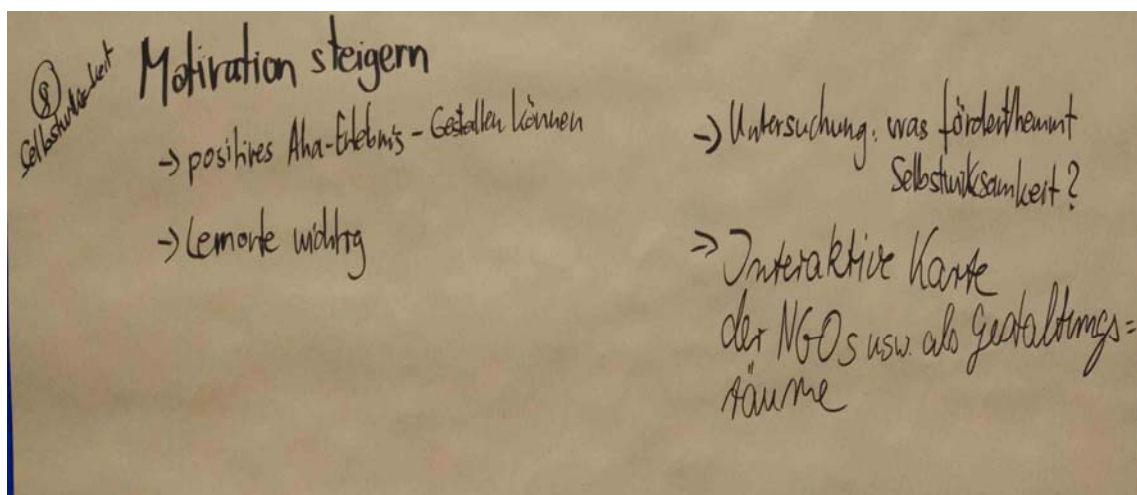 ⑧
Selbstwirksamkeit
Motivation steigern
-> positives Aha-Erlebnis - Gestalten können
-> Lernorte wichtig
-> Untersuchung: was fördert/hemmt
Selbstwirksamkeit?
=> Interaktive Karte
der NGOs usw. als Gestaltungs=
räume